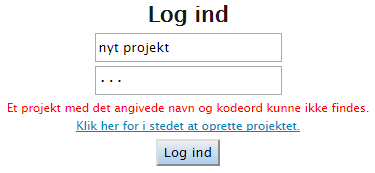 Log ind
nyt projekt
...
Et projekt med det angivede navn og kodeord kunne ikke findes.
Klik her for i stedet at oprette projektet.
Log ind